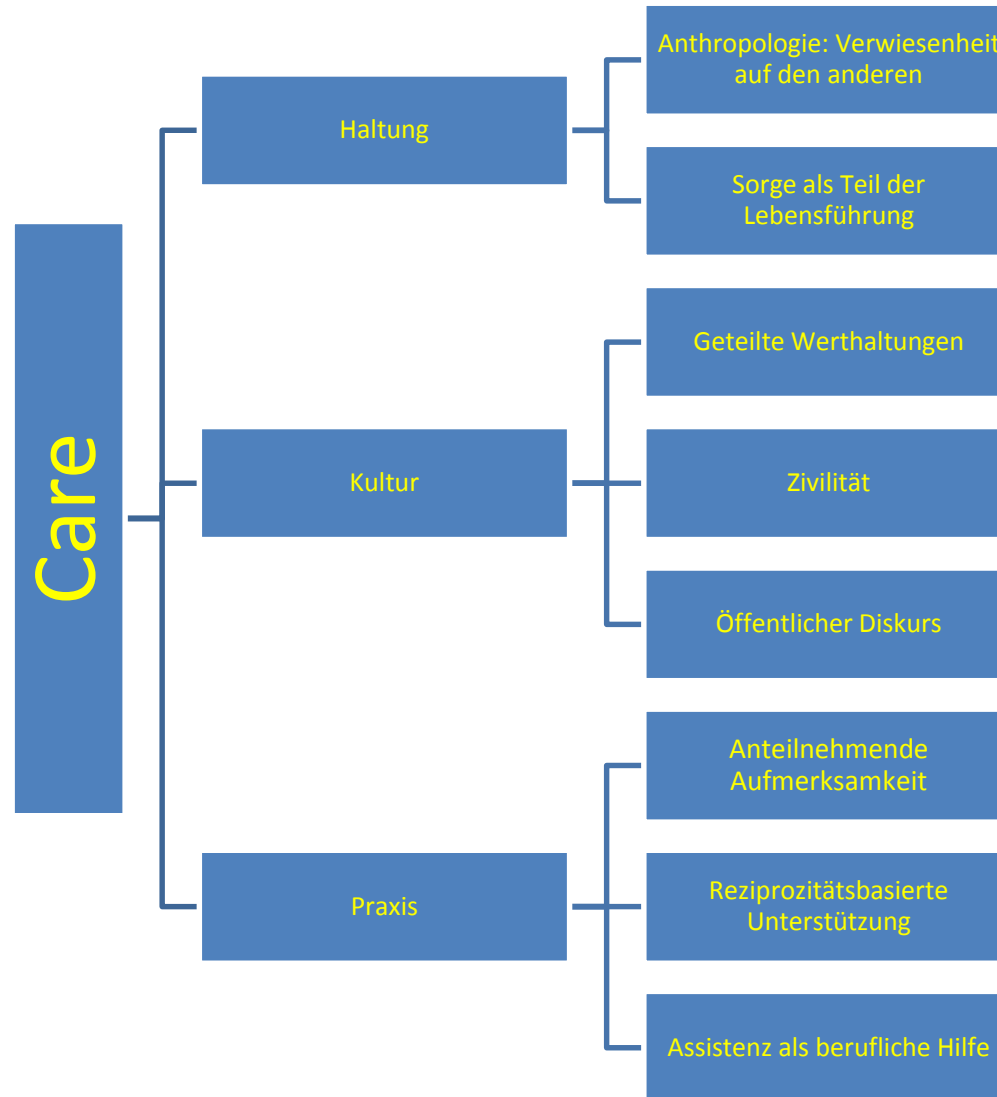 Care
Haltung
Anthropologie: Verwiesenheit
auf den anderen
Sorge als Teil der
Lebensführung
Kultur
Geteilte Werthaltungen
Zivilität
Öffentlicher Diskurs
Praxis
Anteilnehmende
Aufmerksamkeit
Reziprozitätsbasierte
Unterstützung
Assistenz als berufliche Hilfe